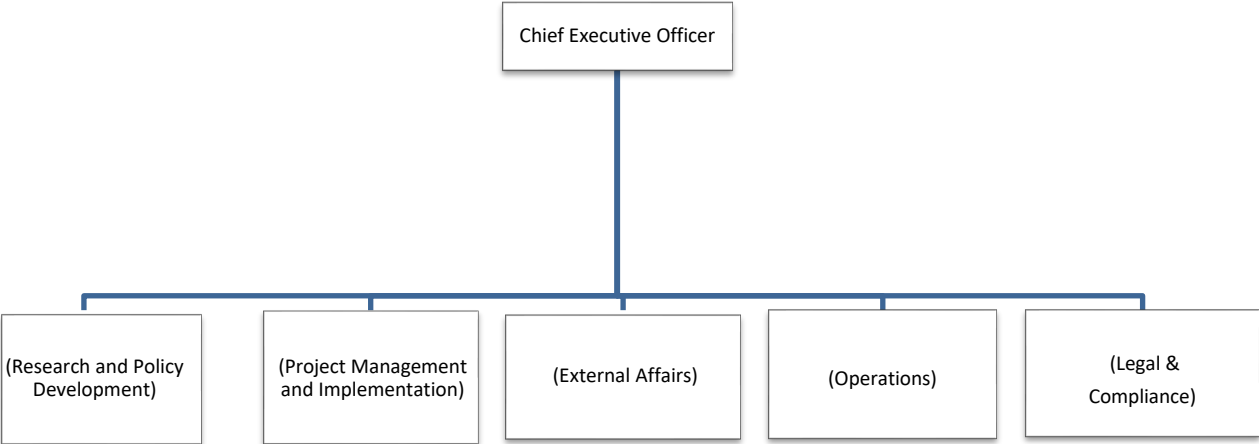 Chief Executive Officer
(Research and Policy
Development)
(Project Management
and Implementation)
(External Affairs)
(Operations)
(Legal &
Compliance)